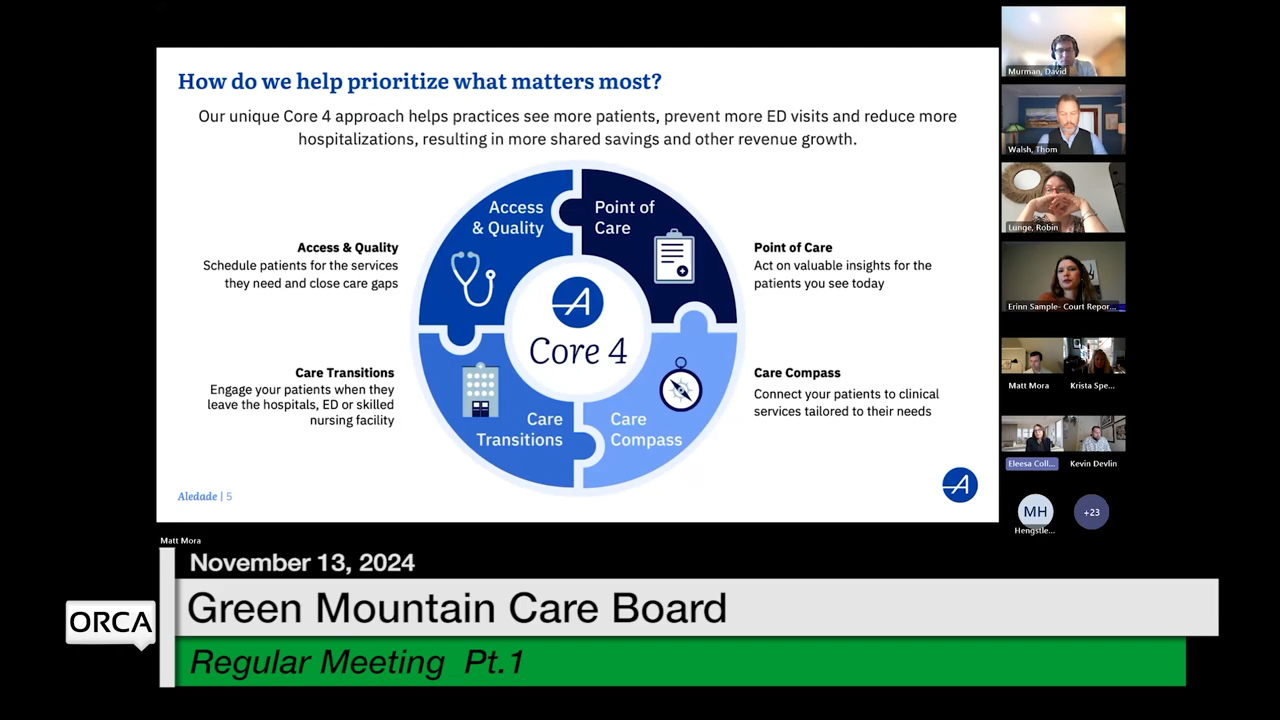 How do we help prioritize what matters most?
Our unique Core 4 approach helps practices see more patients, prevent more ED visits and reduce more
hospitalizations, resulting in more shared savings and other revenue growth.
Access & Quality
Schedule patients for the services
they need and close care gaps
Care Transitions
Engage your patients when they
leave the hospitals, ED or skilled
nursing facility
Access
& Quality
Point of
Care
Core 4
Care
Transitions
Care
Compass
Point of Care
Act on valuable insights for the
patients you see today
Care Compass
Connect your patients to clinical
services tailored to their needs
Aledade | 5
A
Murman, David
Walsh, Thom
Lunge, Robin
Erinn Sample- Court Repor...
Matt Mora
Krista Spe...
Eleesa Coll...
Kevin Devlin
MH
Hengstle...
+23
Matt Mora
November 13, 2024
ORCA
Green Mountain Care Board
Regular Meeting Pt.1